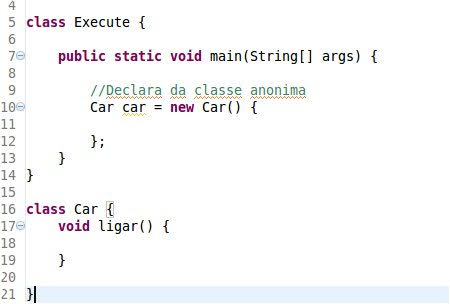 4
5 class Execute {
6
7     public static void main(String[] args) {
8
9         //Declara da classe anonima
10         Car car = new Car() {
11
12         };
13     }
14 }
15
16 class Car {
17     void ligar() {
18
19     }
20
21 }